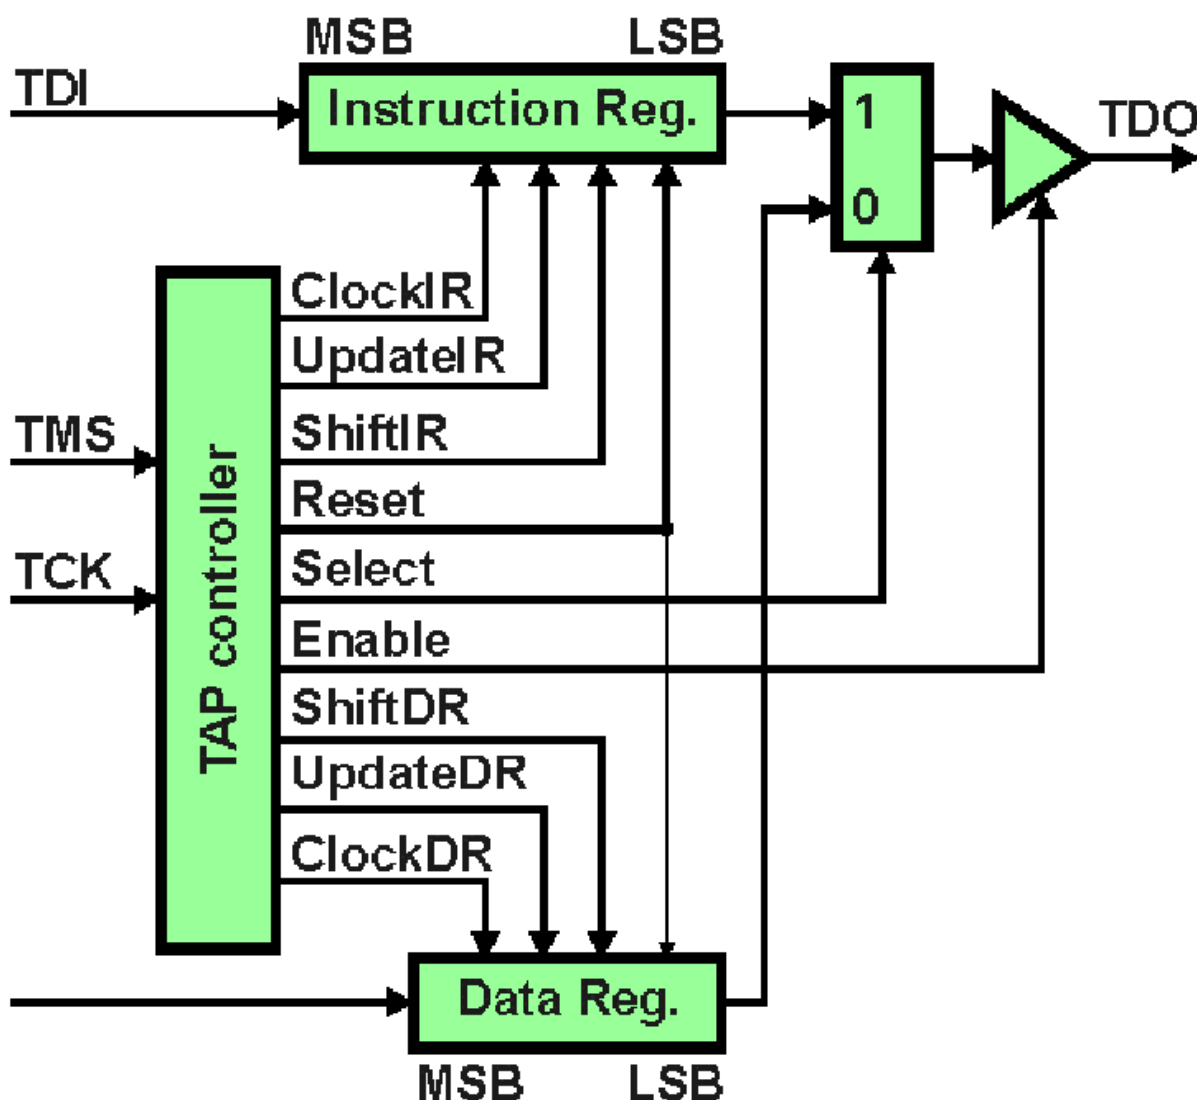 MSB LSB
TDI
Instruction Reg.
1
TDO
0
ClockIR
UpdateIR
TMS
ShiftIR
Reset
TCK
Select
TAP controller
Enable
ShiftDR
UpdateDR
ClockDR
Data Reg.
MSB LSB